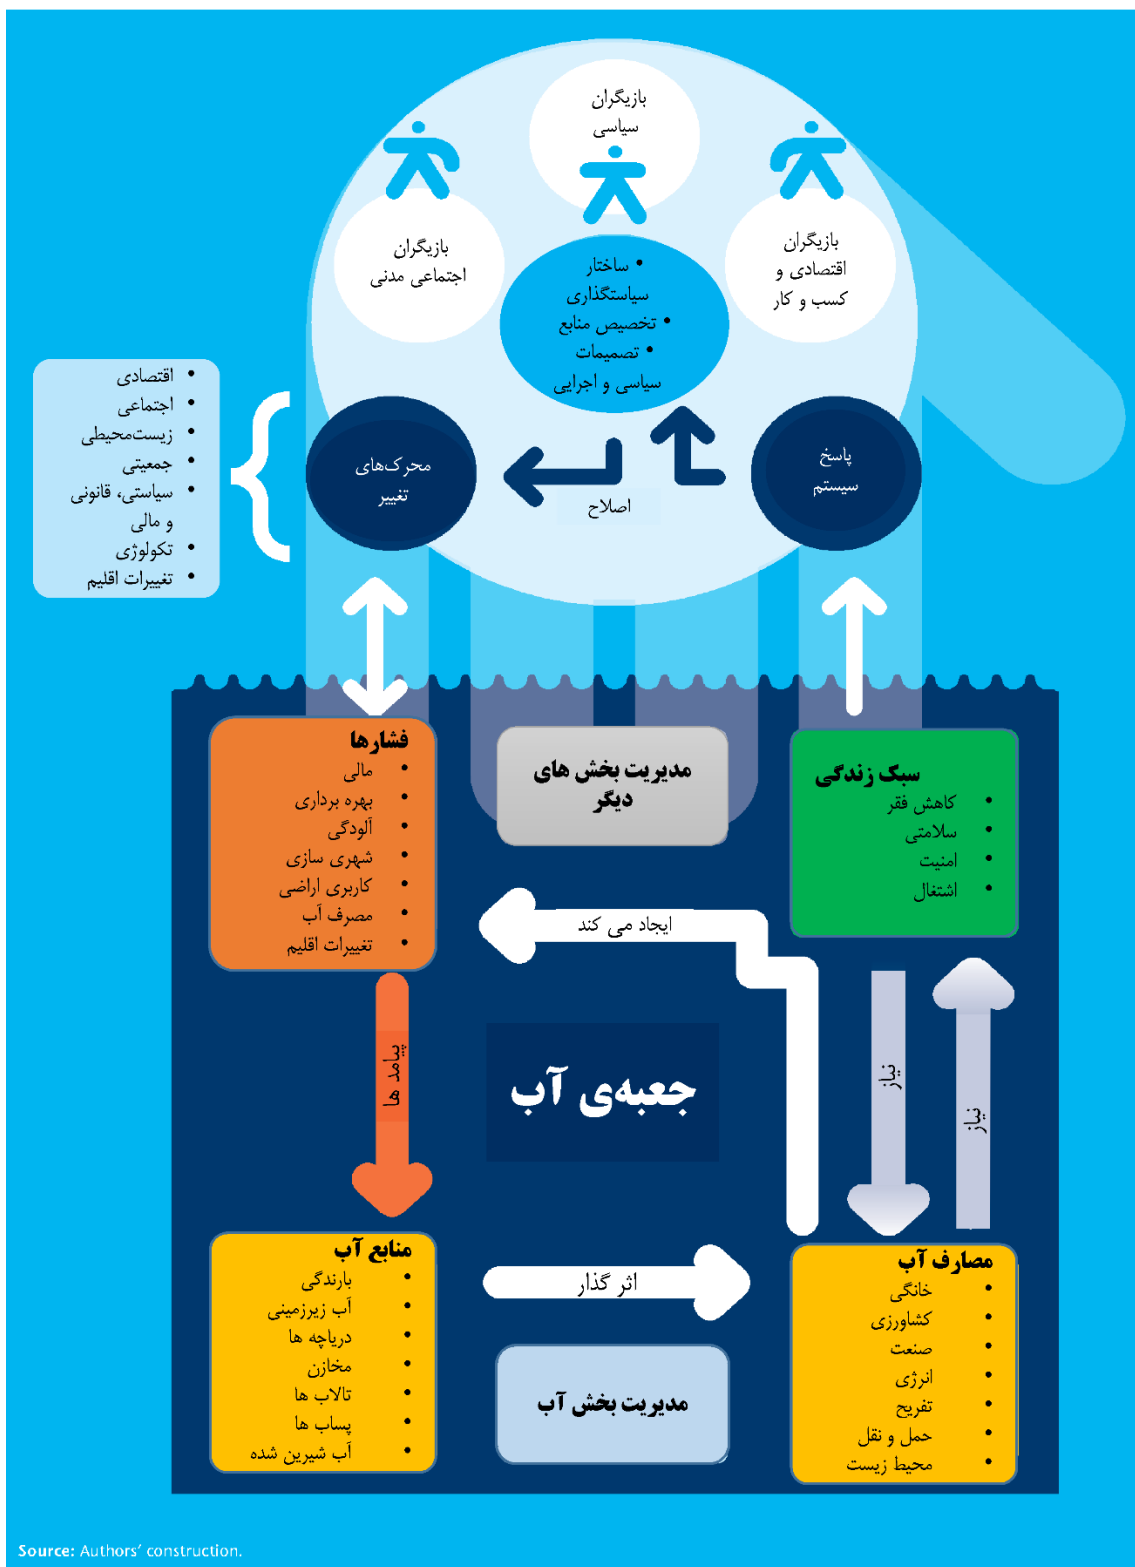 بازیگران
سیاسی
بازیگران
اجتماعی مدنی
بازیگران
اقتصادی و
کسب و کار
• ساختار
سیاستگذاری
• تخصیص منابع
• تصمیمات
سیاسی و اجرایی
• اقتصادی
• اجتماعی
• زیست‌محیطی
• جمعیتی
• سیاستی، قانونی
و مالی
• تکولوژی
• تغییرات اقلیم
محرک‌های
تغییر
اصلاح
پاسخ
سیستم
فشارها
• مالی
• بهره برداری
• آلودگی
• شهری سازی
• کاربری اراضی
• مصرف آب
• تغییرات اقلیم
مدیریت بخش های
دیگر
سبک زندگی
• کاهش فقر
• سلامتی
• امنیت
• اشتغال
ایجاد می کند
پیامد ها
جعبه‌ی آب
نیاز
نیاز
منابع آب
• بارندگی
• آب زیرزمینی
• دریاچه ها
• مخازن
• تالاب ها
• پساب ها
• آب شیرین شده
اثر گذار
مدیریت بخش آب
مصارف آب
• خانگی
• کشاورزی
• صنعت
• انرژی
• تفریح
• حمل و نقل
• محیط زیست
Source: Authors' construction.